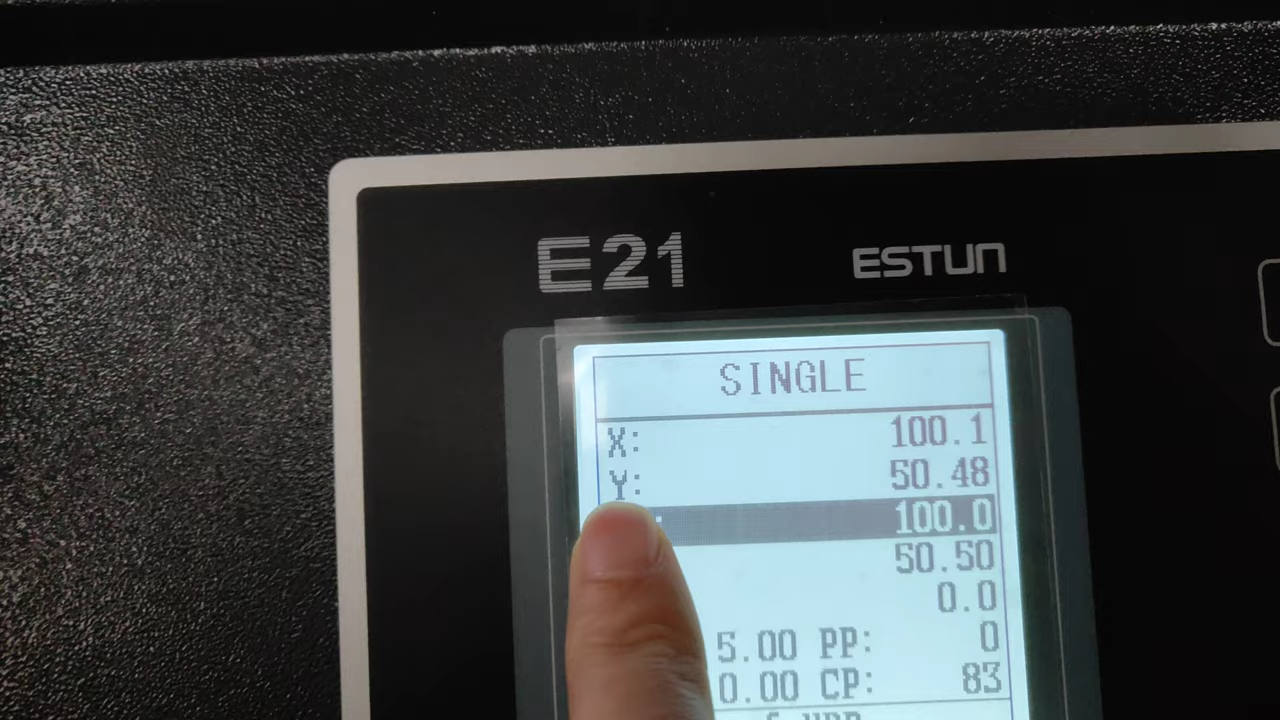 E21 ESTUN
SINGLE
X: 100.1
Y: 50.48
: 100.0
50.50
0.0
5.00 PP: 0
0.00 CP: 83